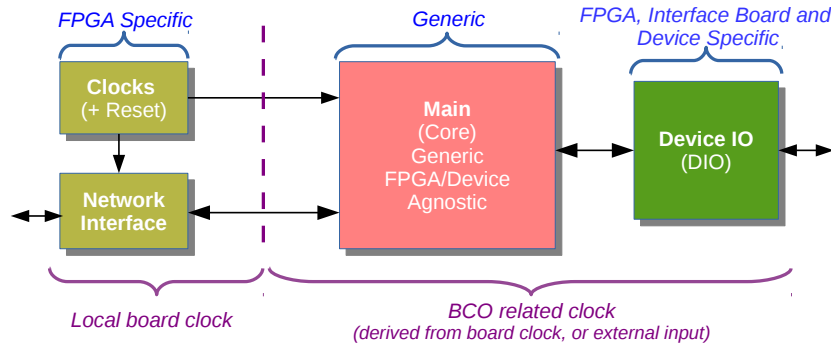 FPGA Specific
Generic
FPGA, Interface Board and
Device Specific
Clocks
(+ Reset)
Main
(Core)
Generic
FPGA/Device
Agnostic
Device IO
(DIO)
Network
Interface
Local board clock
BCO related clock
(derived from board clock, or external input)